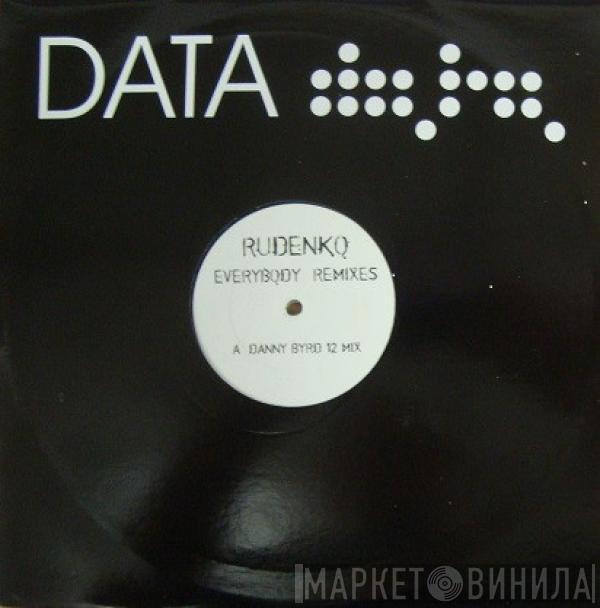 DATA
RUDENKO
EVERYBODY REMIXES
A DANNY BYRD 12 MIX
МАРКЕТ ВИНИЛА